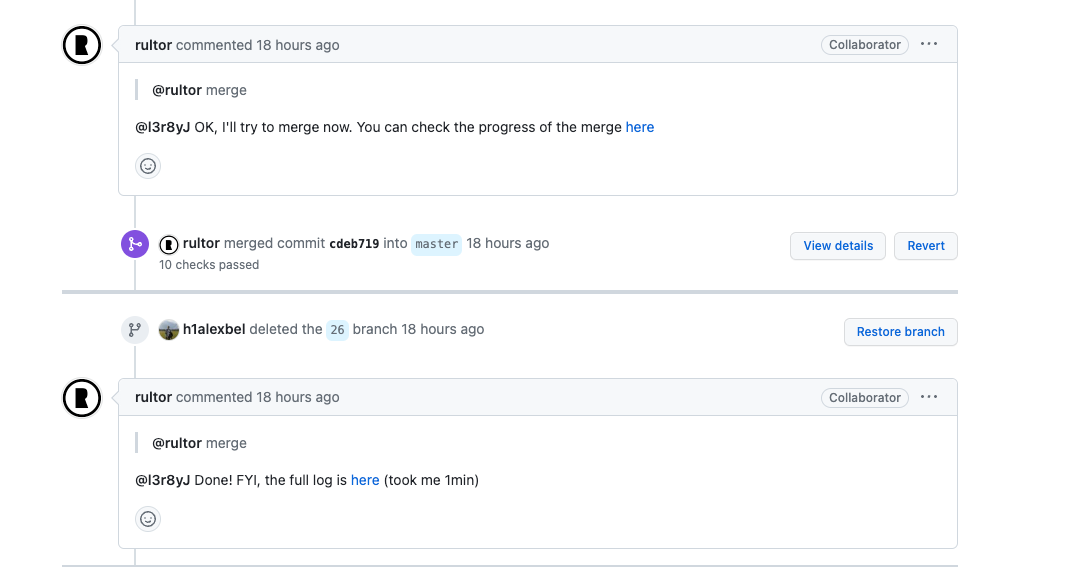 rultor commented 18 hours ago Collaborator ...
@rultor merge
@l3r8yJ OK, I'll try to merge now. You can check the progress of the merge here
rultor merged commit cdeb719 into master 18 hours ago View details Revert
10 checks passed
h1alexbel deleted the 26 branch 18 hours ago Restore branch
rultor commented 18 hours ago Collaborator ...
@rultor merge
@l3r8yJ Done! FYI, the full log is here (took me 1min)